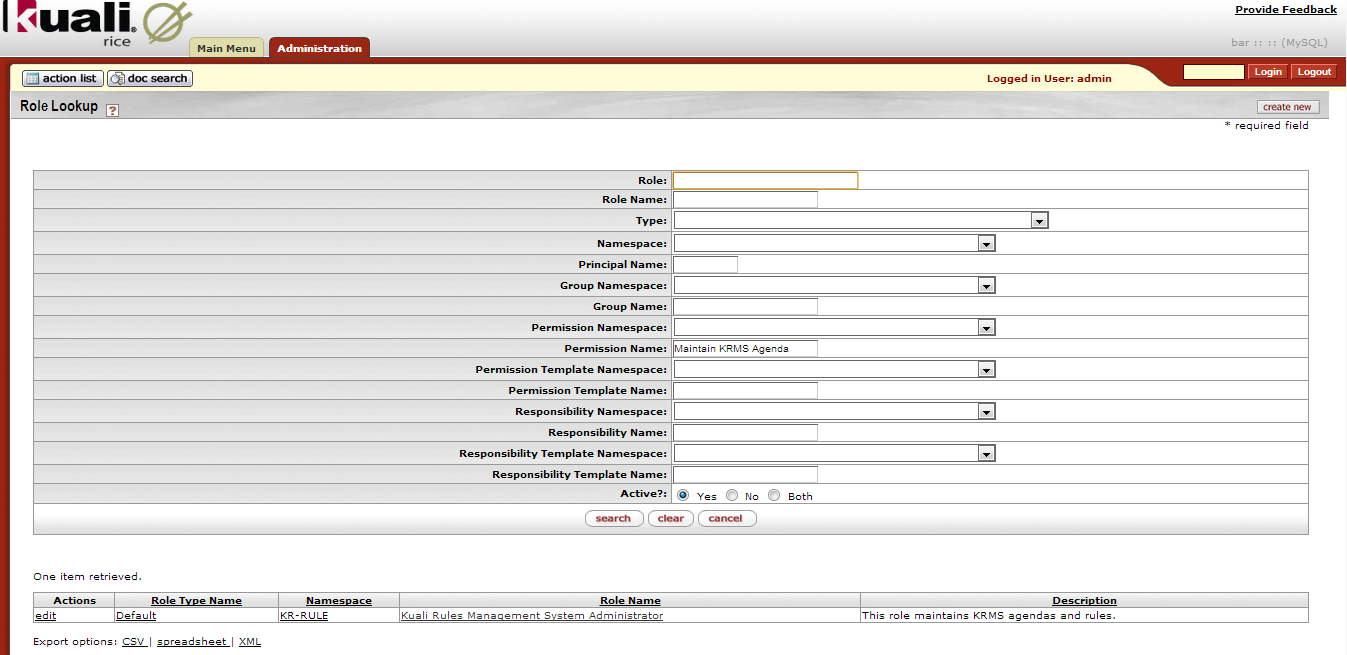 kuali. rice
Provide Feedback
Main Menu Administration
bar :: :: (MySQL)
action list doc search
Logged in User: admin
Login Logout
Role Lookup ?
create new
* required field
Role:
Role Name:
Type:
Namespace:
Principal Name:
Group Namespace:
Group Name:
Permission Namespace:
Permission Name: Maintain KRMS Agenda
Permission Template Namespace:
Permission Template Name:
Responsibility Namespace:
Responsibility Name:
Responsibility Template Namespace:
Responsibility Template Name:
Active?: Yes No Both
search clear cancel
One item retrieved.
Actions Role Type Name Namespace Role Name Description
edit Default KR-RULE Kuali Rules Management System Administrator This role maintains KRMS agendas and rules.
Export options: CSV | spreadsheet | XML